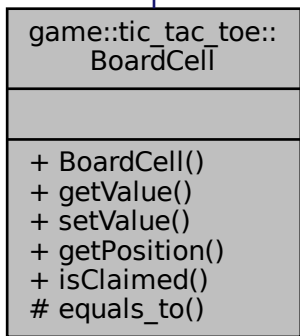 game::tic_tac_toe::
BoardCell
+ BoardCell()
+ getValue()
+ setValue()
+ getPosition()
+ isClaimed()
# equals_to()